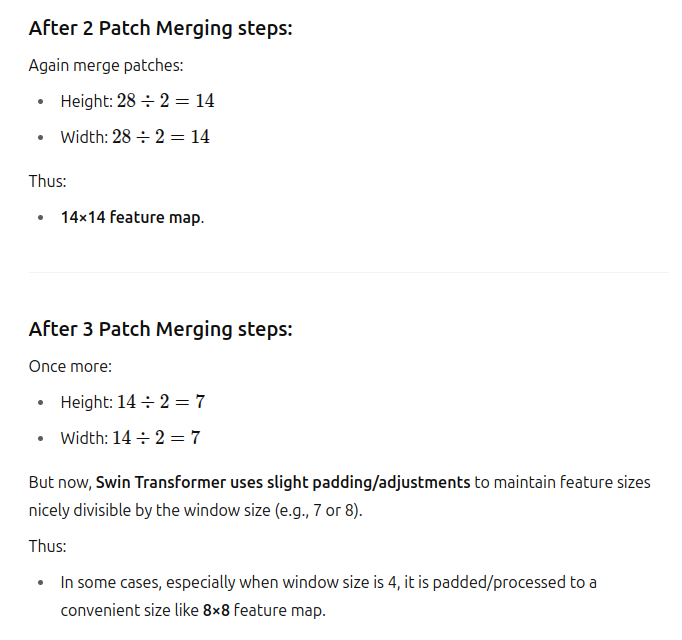 After 2 Patch Merging steps:
Again merge patches:
• Height: 28 ÷ 2 = 14
• Width: 28 ÷ 2 = 14
Thus:
• 14×14 feature map.
After 3 Patch Merging steps:
Once more:
• Height: 14 ÷ 2 = 7
• Width: 14 ÷ 2 = 7
But now, Swin Transformer uses slight padding/adjustments to maintain feature sizes
nicely divisible by the window size (e.g., 7 or 8).
Thus:
• In some cases, especially when window size is 4, it is padded/processed to a
convenient size like 8×8 feature map.